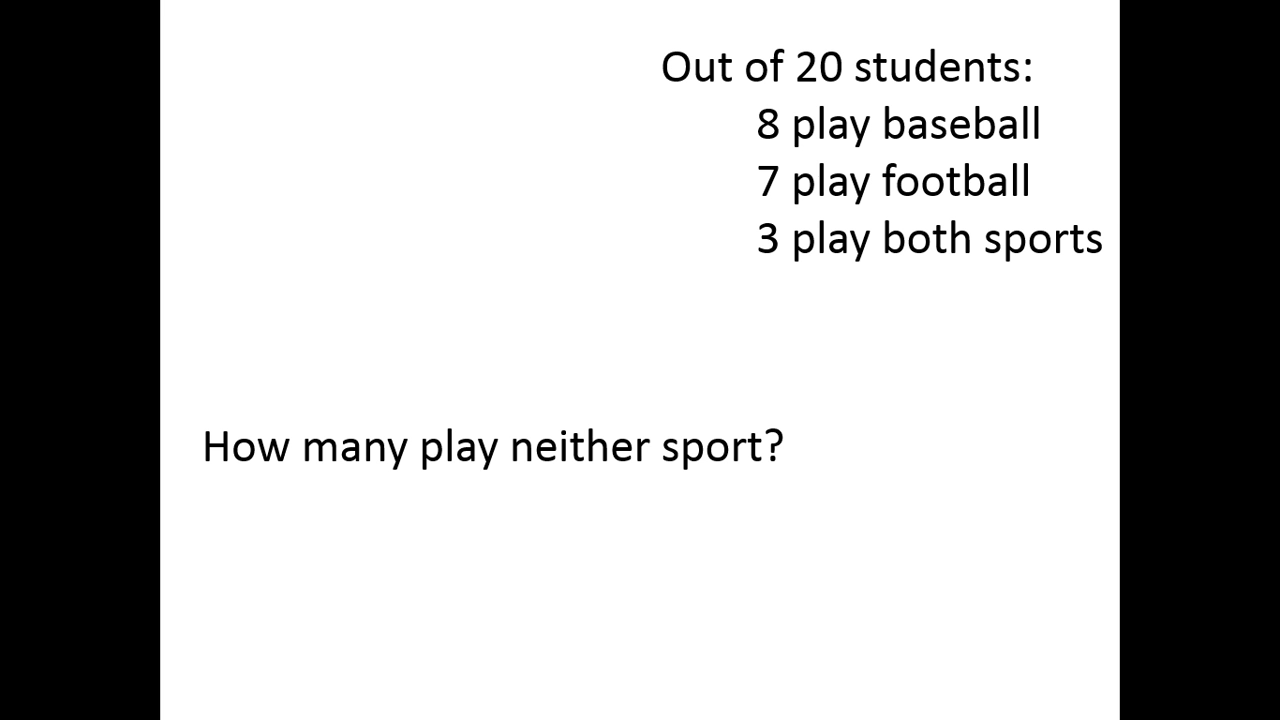 Out of 20 students:
8 play baseball
7 play football
3 play both sports
How many play neither sport?